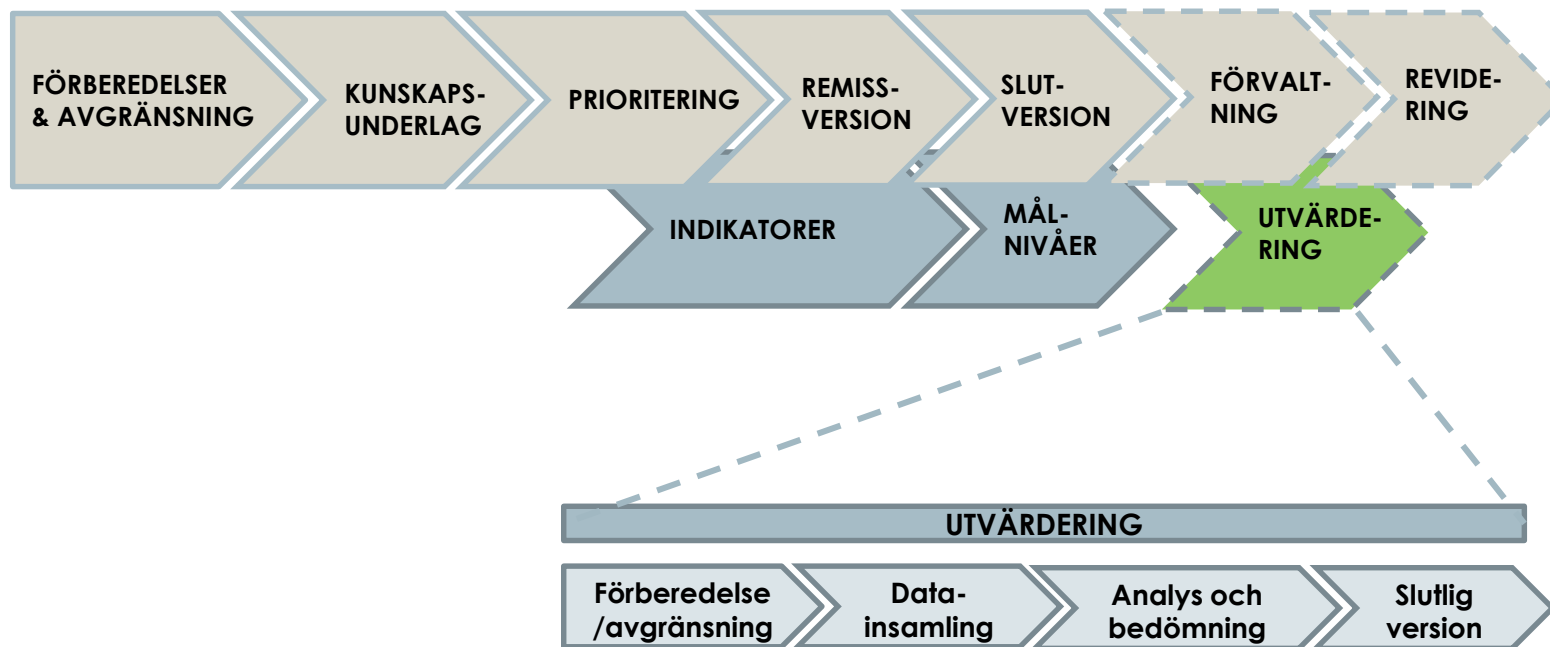 FÖRBEREDELSER
& AVGRÄNSNING
KUNSKAPS-
UNDERLAG
PRIORITERING
REMISS-
VERSION
SLUT-
VERSION
FÖRVALT-
NING
REVIDE-
RING
INDIKATORER
MÅL-
NIVÅER
UTVÄRDE-
RING
UTVÄRDERING
Förberedelse
/avgränsning
Data-
insamling
Analys och
bedömning
Slutlig
version